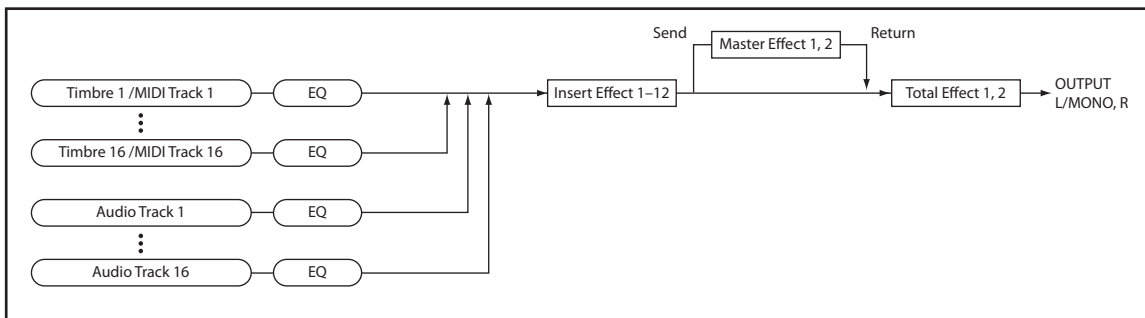 Send
Return
Master Effect 1, 2
Timbre 1 /MIDI Track 1
EQ
Insert Effect 1–12
Total Effect 1, 2
OUTPUT
L/MONO, R
Timbre 16 /MIDI Track 16
EQ
Audio Track 1
EQ
Audio Track 16
EQ